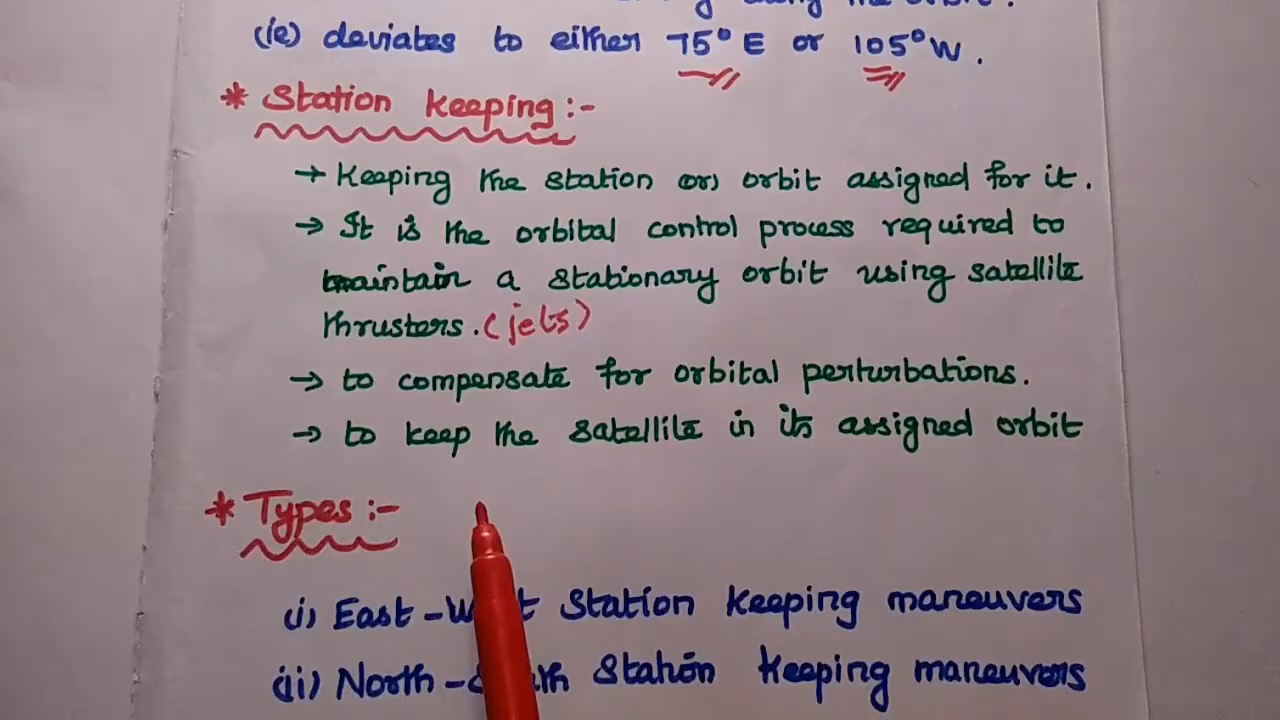 along the orbit.
(ie) deviates to either 75° E or 105° W.
* Station keeping :-
→ Keeping the station (or) orbit assigned for it.
→ It is the orbital control process required to
maintain a stationary orbit using satellite
thrusters. (jets)
→ to compensate for orbital perturbations.
→ to keep the satellite in its assigned orbit
* Types :-
(i) East-West Station Keeping maneuvers
(ii) North-South Station Keeping maneuvers